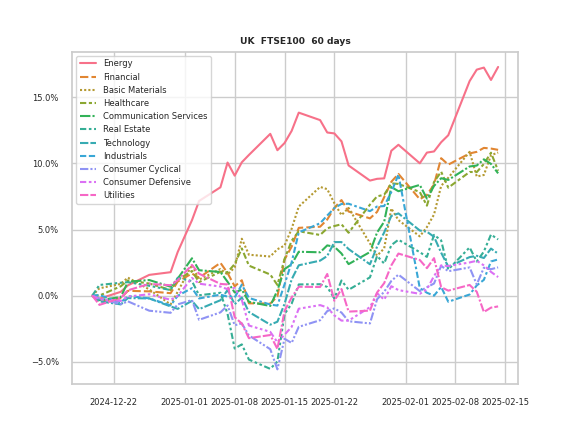 UK FTSE100 60 days
Energy
Financial
Basic Materials
Healthcare
Communication Services
Real Estate
Technology
Industrials
Consumer Cyclical
Consumer Defensive
Utilities
15.0%
10.0%
5.0%
0.0%
−5.0%
2024-12-22
2025-01-01
2025-01-08
2025-01-15
2025-01-22
2025-02-01
2025-02-08
2025-02-15